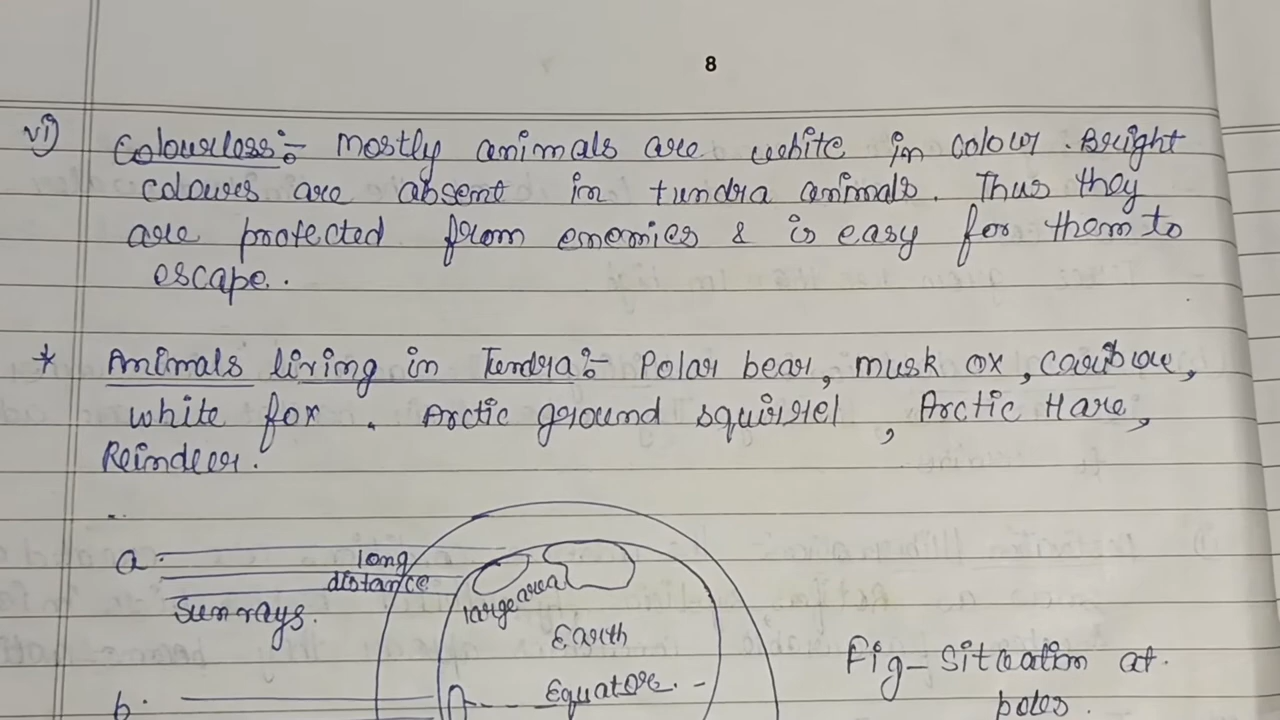 8
vi) Colourless:- Mostly animals are white in colour. Bright
colours are absent in tundra animals. Thus they
are protected from enemies & is easy for them to
escape.
* Animals living in Tundra:- Polar bear, musk ox, caribou,
white fox. Arctic ground squirrel, Arctic Hare,
Reindeer.
a. long
distance
Sunrays.
large area
Earth
Equator.
Fig- Situation at
poles.
b.